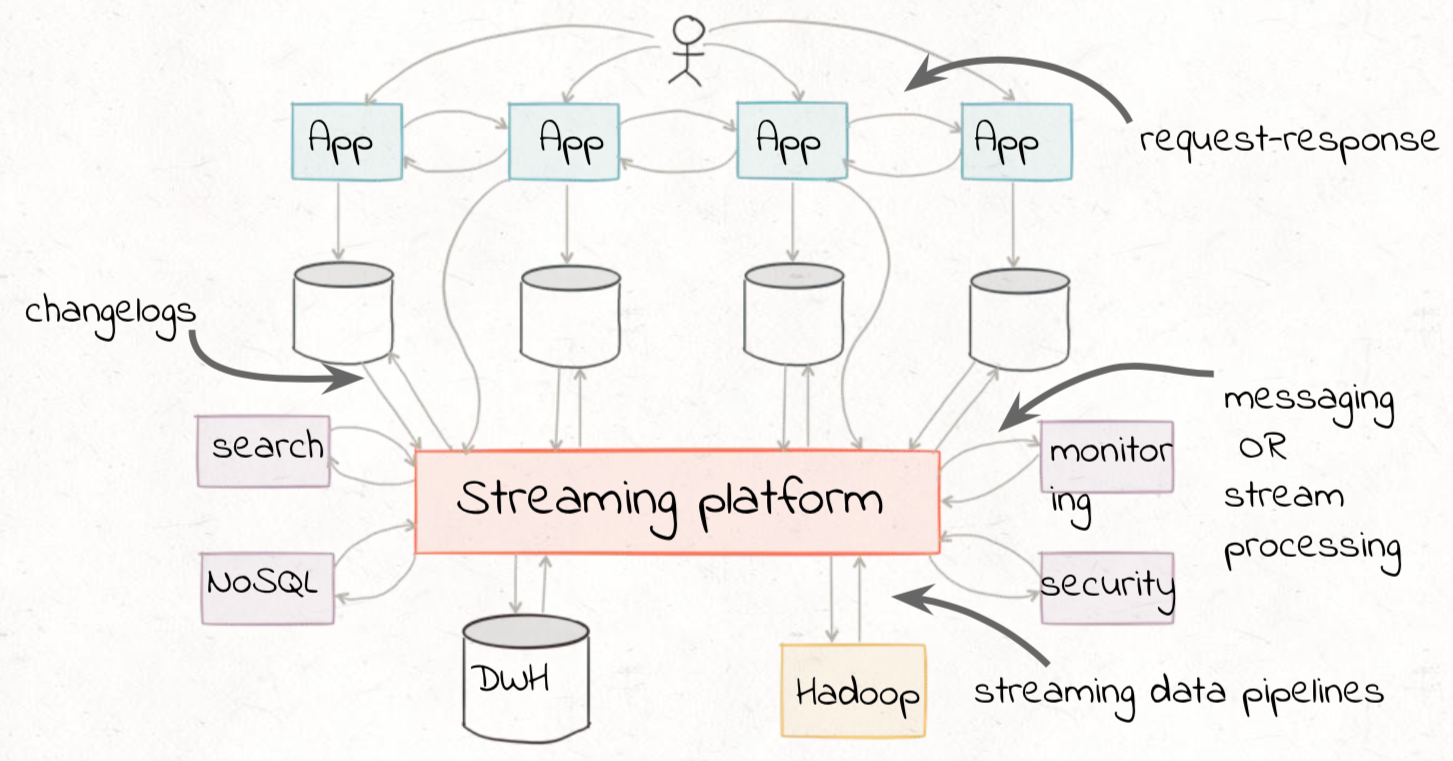 App
App
App
App
request-response
changelogs
messaging
OR
stream
processing
search
monitor
ing
Streaming platform
NoSQL
security
DWH
Hadoop
streaming data pipelines